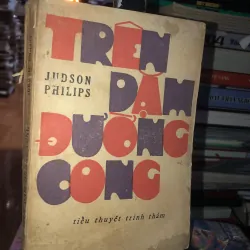 TRÊN
JUDSON
PHILIPS
DẶM
ĐƯỜNG
CONG
tiểu thuyết trinh thám